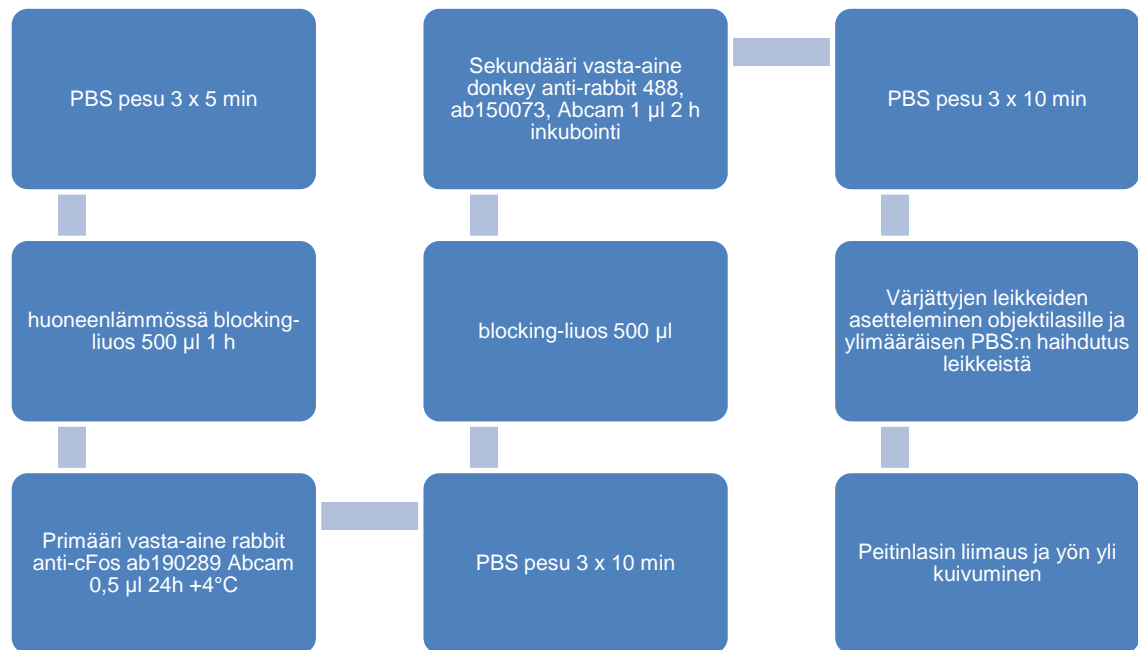 PBS pesu 3 x 5 min
huoneenlämmössä blocking-
liuos 500 µl 1 h
Primääri vasta-aine rabbit
anti-cFos ab190289 Abcam
0,5 µl 24h +4°C
PBS pesu 3 x 10 min
blocking-liuos 500 µl
Sekundääri vasta-aine
donkey anti-rabbit 488,
ab150073, Abcam 1 µl 2 h
inkubointi
PBS pesu 3 x 10 min
Värjättyjen leikkeiden
asetteleminen objektilasille ja
ylimääräisen PBS:n haihdutus
leikkeistä
Peitinlasin liimaus ja yön yli
kuivuminen